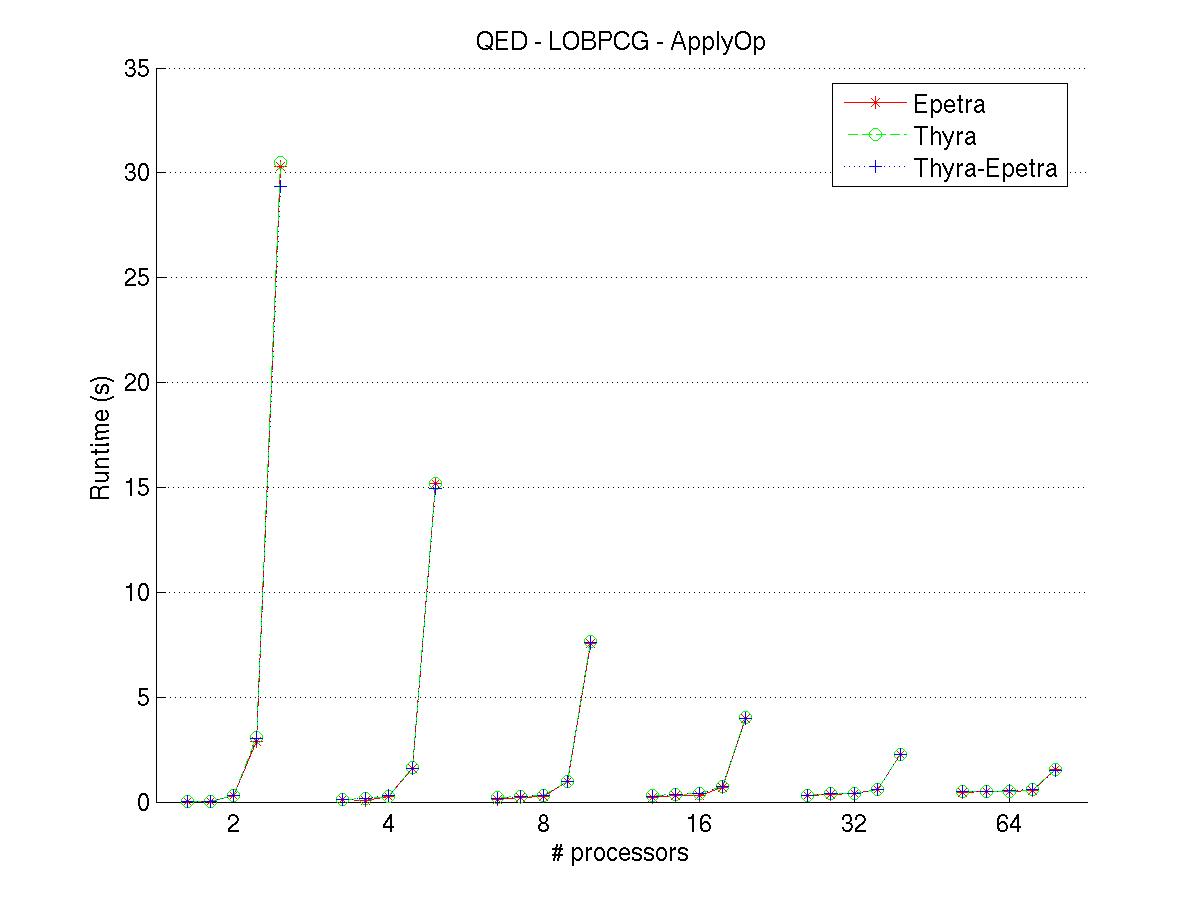 QED - LOBPCG - ApplyOp
35
30
25
20
15
10
5
0
Runtime (s)
Epetra
Thyra
Thyra-Epetra
2 4 8 16 32 64
# processors